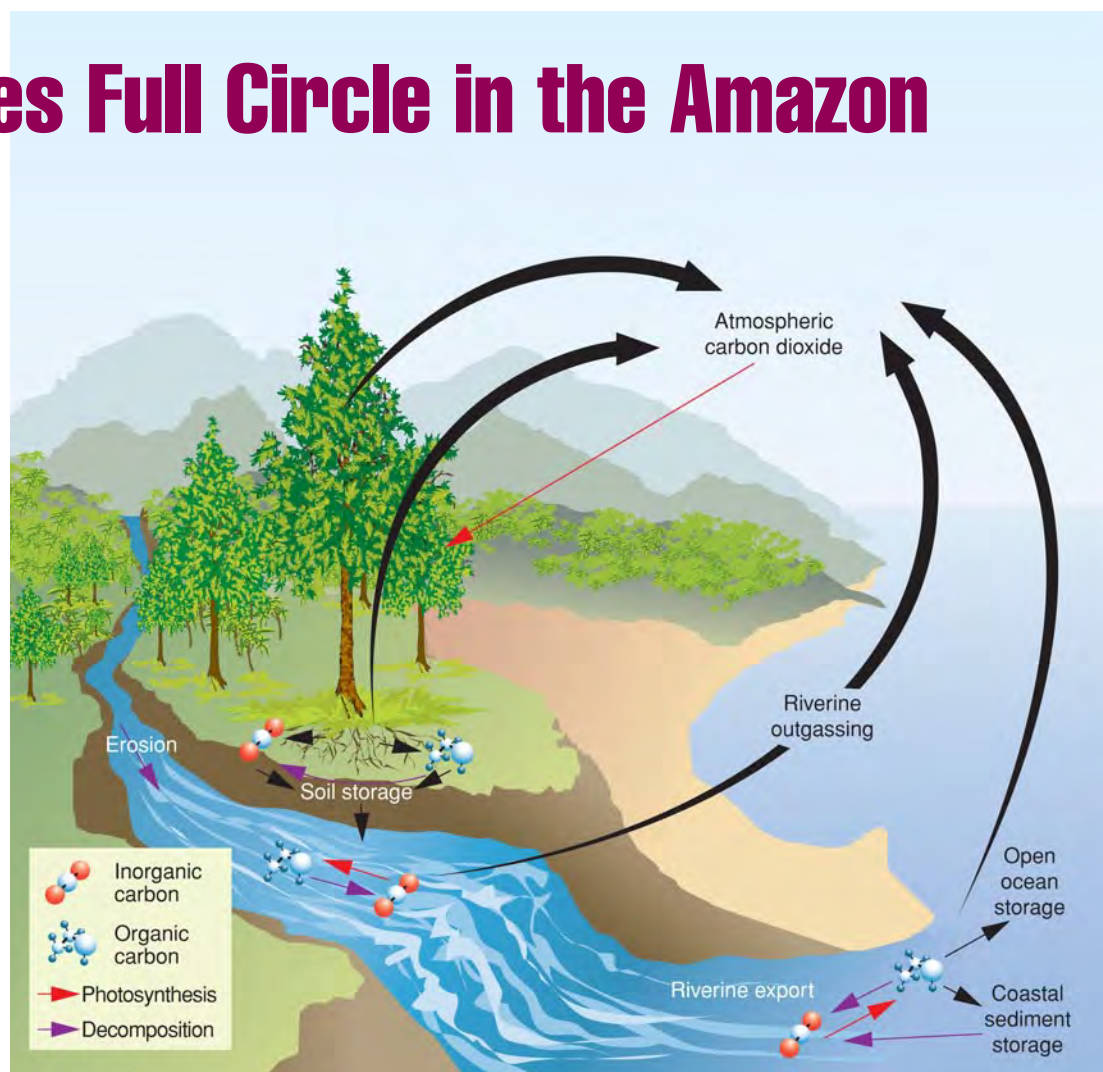 es Full Circle in the Amazon
Atmospheric
carbon dioxide
Riverine
outgassing
Erosion
Soil storage
Inorganic
carbon
Organic
carbon
Photosynthesis
Decomposition
Open
ocean
storage
Riverine export
Coastal
sediment
storage